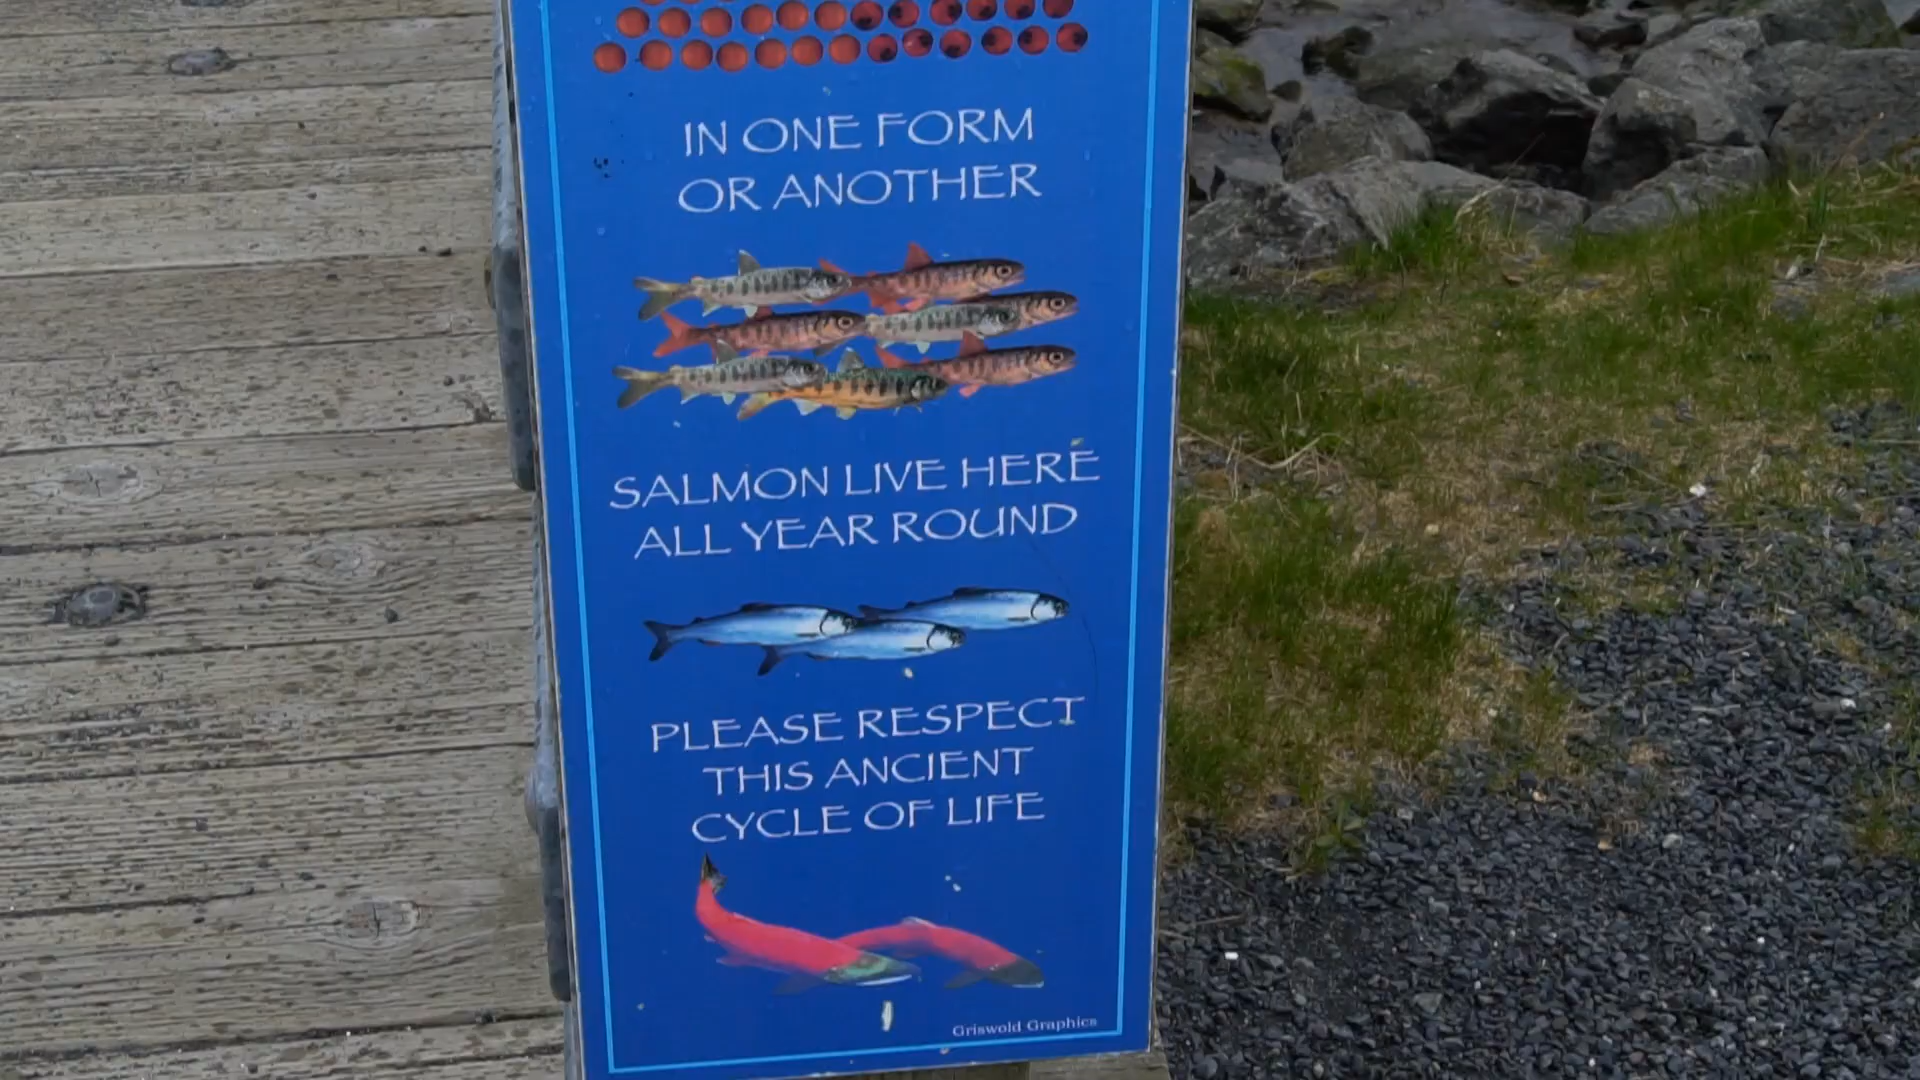 IN ONE FORM
OR ANOTHER
SALMON LIVE HERE
ALL YEAR ROUND
PLEASE RESPECT
THIS ANCIENT
CYCLE OF LIFE
Griswold Graphics